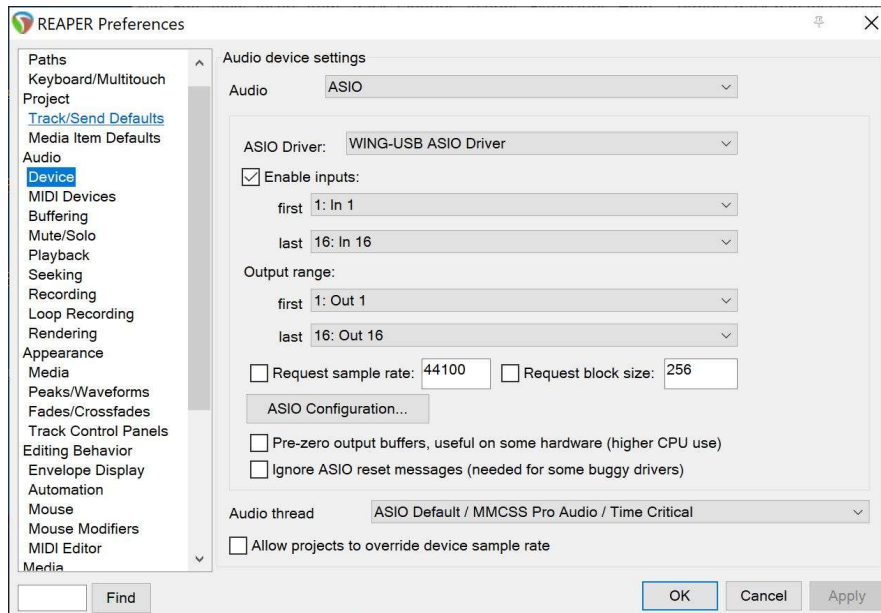 REAPER Preferences
Paths
Keyboard/Multitouch
Project
Track/Send Defaults
Media Item Defaults
Audio
Device
MIDI Devices
Buffering
Mute/Solo
Playback
Seeking
Recording
Loop Recording
Rendering
Appearance
Media
Peaks/Waveforms
Fades/Crossfades
Track Control Panels
Editing Behavior
Envelope Display
Automation
Mouse
Mouse Modifiers
MIDI Editor
Media
Find
Audio device settings
Audio ASIO
ASIO Driver: WING-USB ASIO Driver
Enable inputs:
first 1: In 1
last 16: In 16
Output range:
first 1: Out 1
last 16: Out 16
Request sample rate: 44100 Request block size: 256
ASIO Configuration...
Pre-zero output buffers, useful on some hardware (higher CPU use)
Ignore ASIO reset messages (needed for some buggy drivers)
Audio thread ASIO Default / MMCSS Pro Audio / Time Critical
Allow projects to override device sample rate
OK Cancel Apply